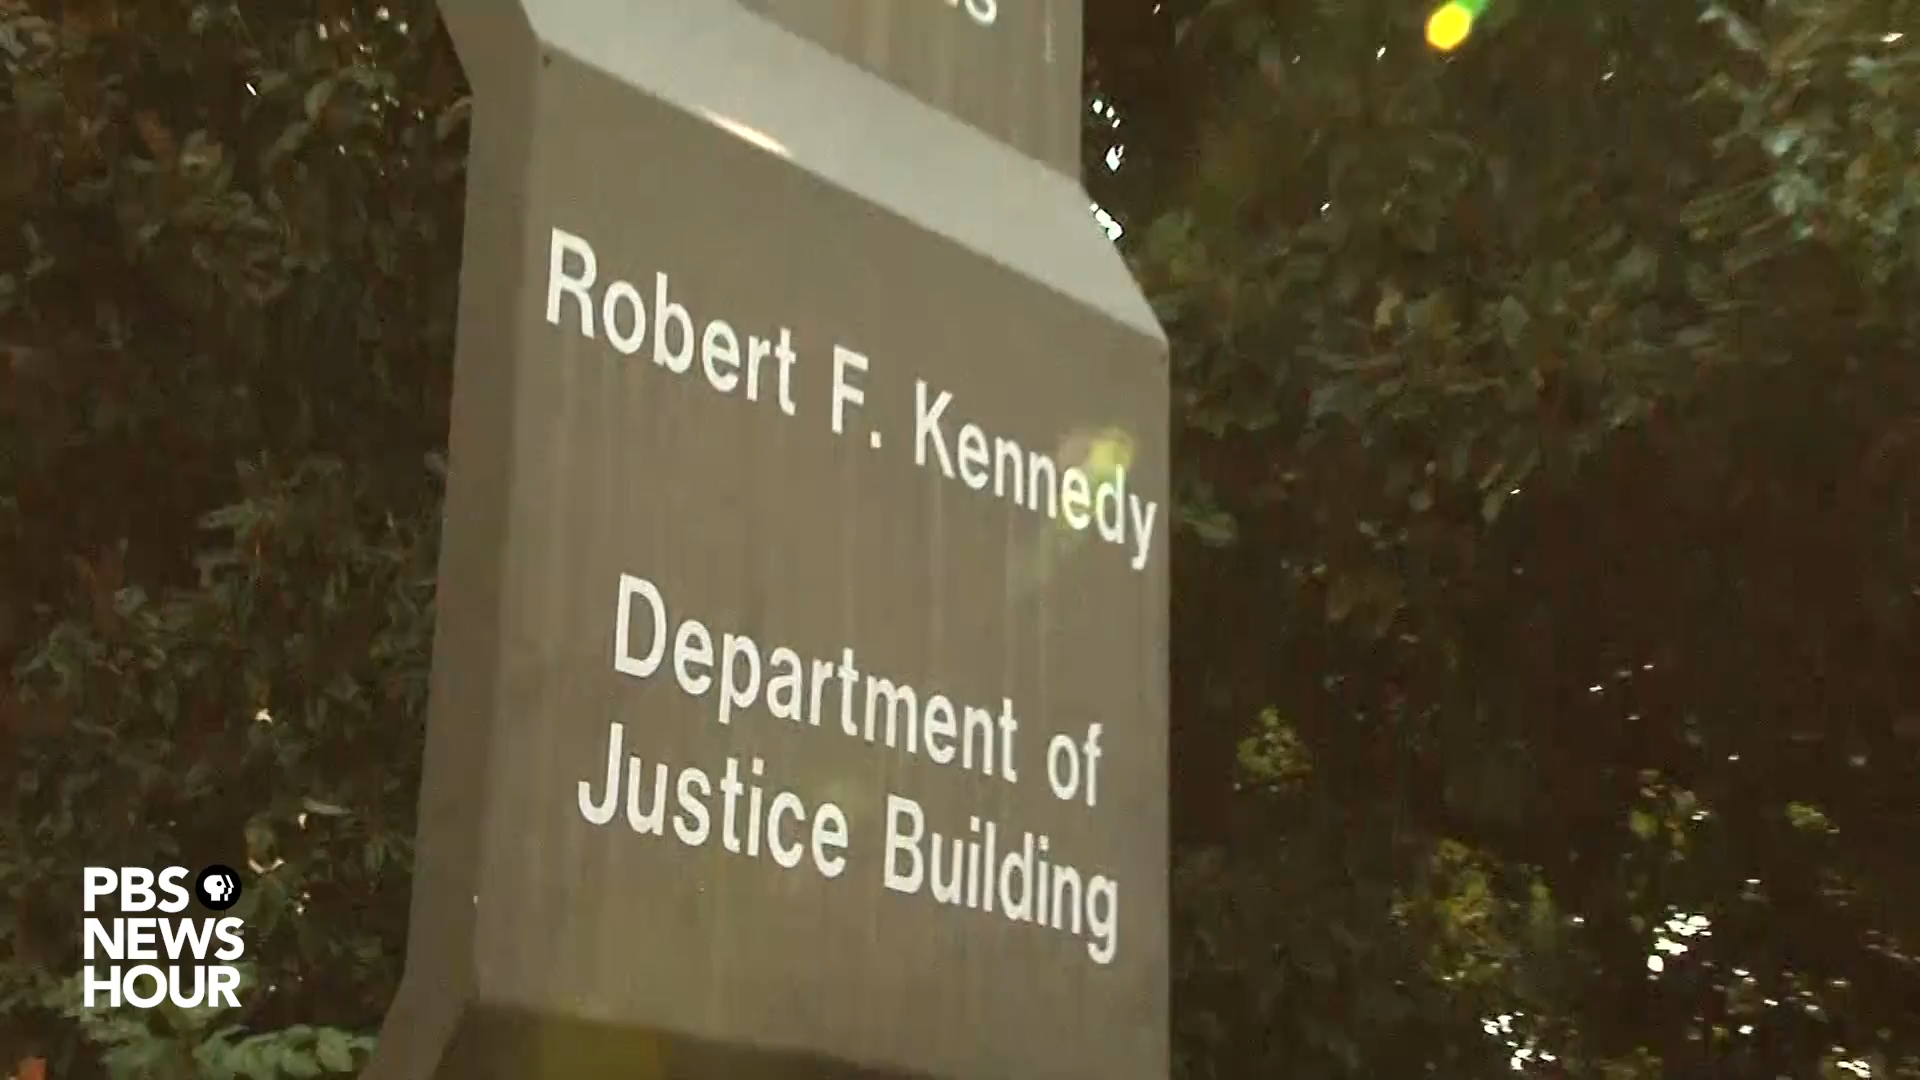 Robert F. Kennedy
Department of
Justice Building
PBS
NEWS
HOUR